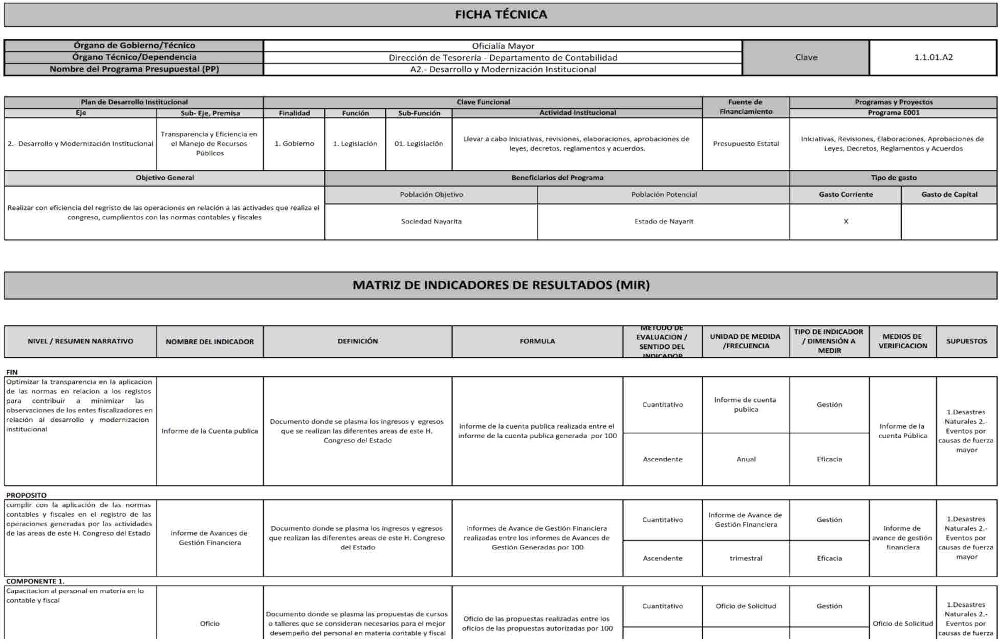 FICHA TÉCNICA
Órgano de Gobierno/Técnico
Oficialía Mayor
Órgano Técnico/Dependencia
Dirección de Tesorería - Departamento de Contabilidad
Nombre del Programa Presupuestal (PP)
A2.- Desarrollo y Modernización Institucional
Clave
1.1.01.A2
Plan de Desarrollo Institucional
Clave Funcional
Fuente de
Financiamiento
Programas y Proyectos
Eje
Sub- Eje, Premisa
Finalidad
Función
Sub-Función
Actividad Institucional
Programa E001
2.- Desarrollo y Modernización Institucional
Transparencia y Eficiencia en
el Manejo de Recursos
Públicos
1. Gobierno
1. Legislación
01. Legislación
Llevar a cabo Iniciativas, revisiones, elaboraciones, aprobaciones de
leyes, decretos, reglamentos y acuerdos.
Presupuesto Estatal
Iniciativas, Revisiones, Elaboraciones, Aprobaciones de
Leyes, Decretos, Reglamentos y Acuerdos
Objetivo General
Beneficiarios del Programa
Tipo de gasto
Población Objetivo
Población Potencial
Gasto Corriente
Gasto de Capital
Realizar con eficiencia del regristo de las operaciones en relación a las activades que realiza el
congreso, cumplientos con las normas contables y fiscales
Sociedad Nayarita
Estado de Nayarit
X
MATRIZ DE INDICADORES DE RESULTADOS (MIR)
NIVEL / RESUMEN NARRATIVO
NOMBRE DEL INDICADOR
DEFINICIÓN
FORMULA
METODO DE
EVALUACION /
SENTIDO DEL
INDICADOR
UNIDAD DE MEDIDA
/FRECUENCIA
TIPO DE INDICADOR
/ DIMENSIÓN A
MEDIR
MEDIOS DE
VERIFICACION
SUPUESTOS
FIN
Optimizar la transparencia en la aplicacion
de las normas en relacion a los registos
para contribuir a minimizar las
observaciones de los entes fiscalizadores en
relación al desarrollo y modernizacion
institucional
Informe de la Cuenta publica
Documento donde se plasma los ingresos y egresos
que se realizan las diferentes areas de este H.
Congreso del Estado
Informe de la cuenta publica realizada entre el
informe de la cuenta publica generada por 100
Cuantitativo
Ascendente
Informe de cuenta
publica
Anual
Gestión
Eficacia
Informe de la
cuenta Pública
1.Desastres
Naturales 2.-
Eventos por
causas de fuerza
mayor
PROPOSITO
cumplir con la aplicación de las normas
contables y fiscales en el registro de las
operaciones generadas por las actividades
de las areas de este H. Congreso del Estado
Informe de Avances de
Gestión Financiera
Documento donde se plasma los ingresos y egresos
que realizan las diferentes areas de este H. Congreso
del Estado
informes de Avance de Gestión Financiera
realizadas entre los informes de Avances de
Gestión Generadas por 100
Cuantitativo
Ascendente
Informe de Avance de
Gestión Financiera
trimestral
Gestión
Eficacia
Informe de
avance de gestión
financiera
1.Desastres
Naturales 2.-
Eventos por
causas de fuerza
mayor
COMPONENTE 1.
Capacitacion al personal en materia en lo
contable y fiscal
Oficio
Documento donde se plasma las propuestas de cursos
o talleres que se consideran necesarios para el mejor
desempeño del personal en materia contable y fiscal
Oficio de las propuestas realizadas entre los
oficios de las propuestas autorizadas por 100
Cuantitativo
Oficio de Solicitud
Gestión
Oficio de Solicitud
1.Desastres
Naturales 2.-
Eventos por
causas de fuerza